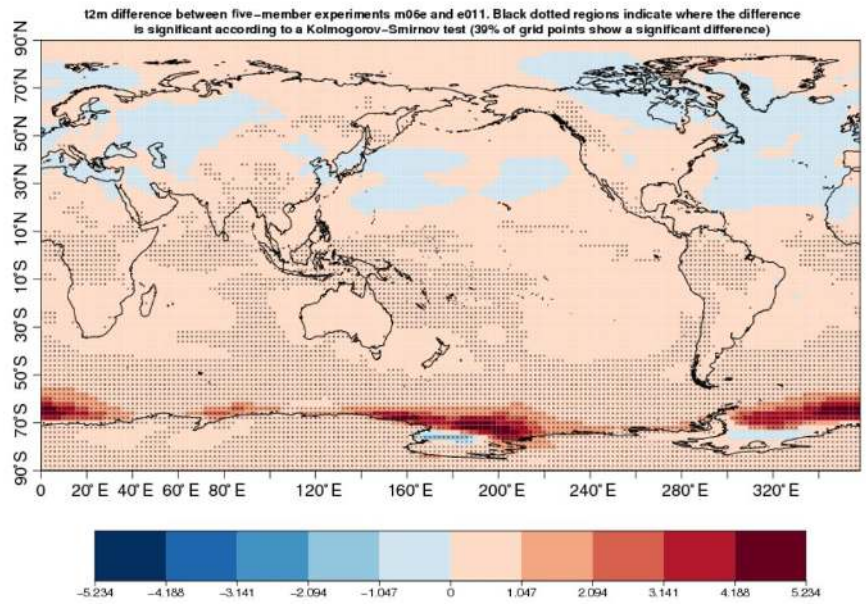 t2m difference between five-member experiments m06e and e011. Black dotted regions indicate where the difference
is significant according to a Kolmogorov-Smirnov test (39% of grid points show a significant difference)
90°N
70°N
50°N
30°N
10°N
10°S
30°S
50°S
70°S
90°S
0 20°E 40°E 60°E 80°E 120°E 160°E 200°E 240°E 280°E 320°E
-5.234 -4.188 -3.141 -2.094 -1.047 0 1.047 2.094 3.141 4.188 5.234